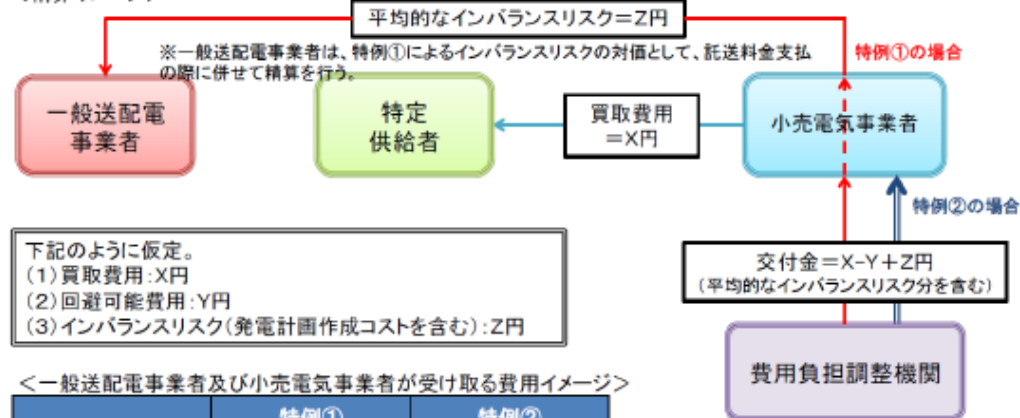 平均的なインバランスリスク＝Z円
※一般送配電事業者は、特例①によるインバランスリスクの対価として、託送料金支払
の際に併せて精算を行う。
特例①の場合
一般送配電
事業者
特定
供給者
買取費用
＝X円
小売電気事業者
特例②の場合
下記のように仮定。
(1)買取費用:X円
(2)回避可能費用:Y円
(3)インバランスリスク(発電計画作成コストを含む):Z円
交付金＝X-Y＋Z円
(平均的なインバランスリスク分を含む)
費用負担調整機関
＜一般送配電事業者及び小売電気事業者が受け取る費用イメージ＞
特例① 特例②